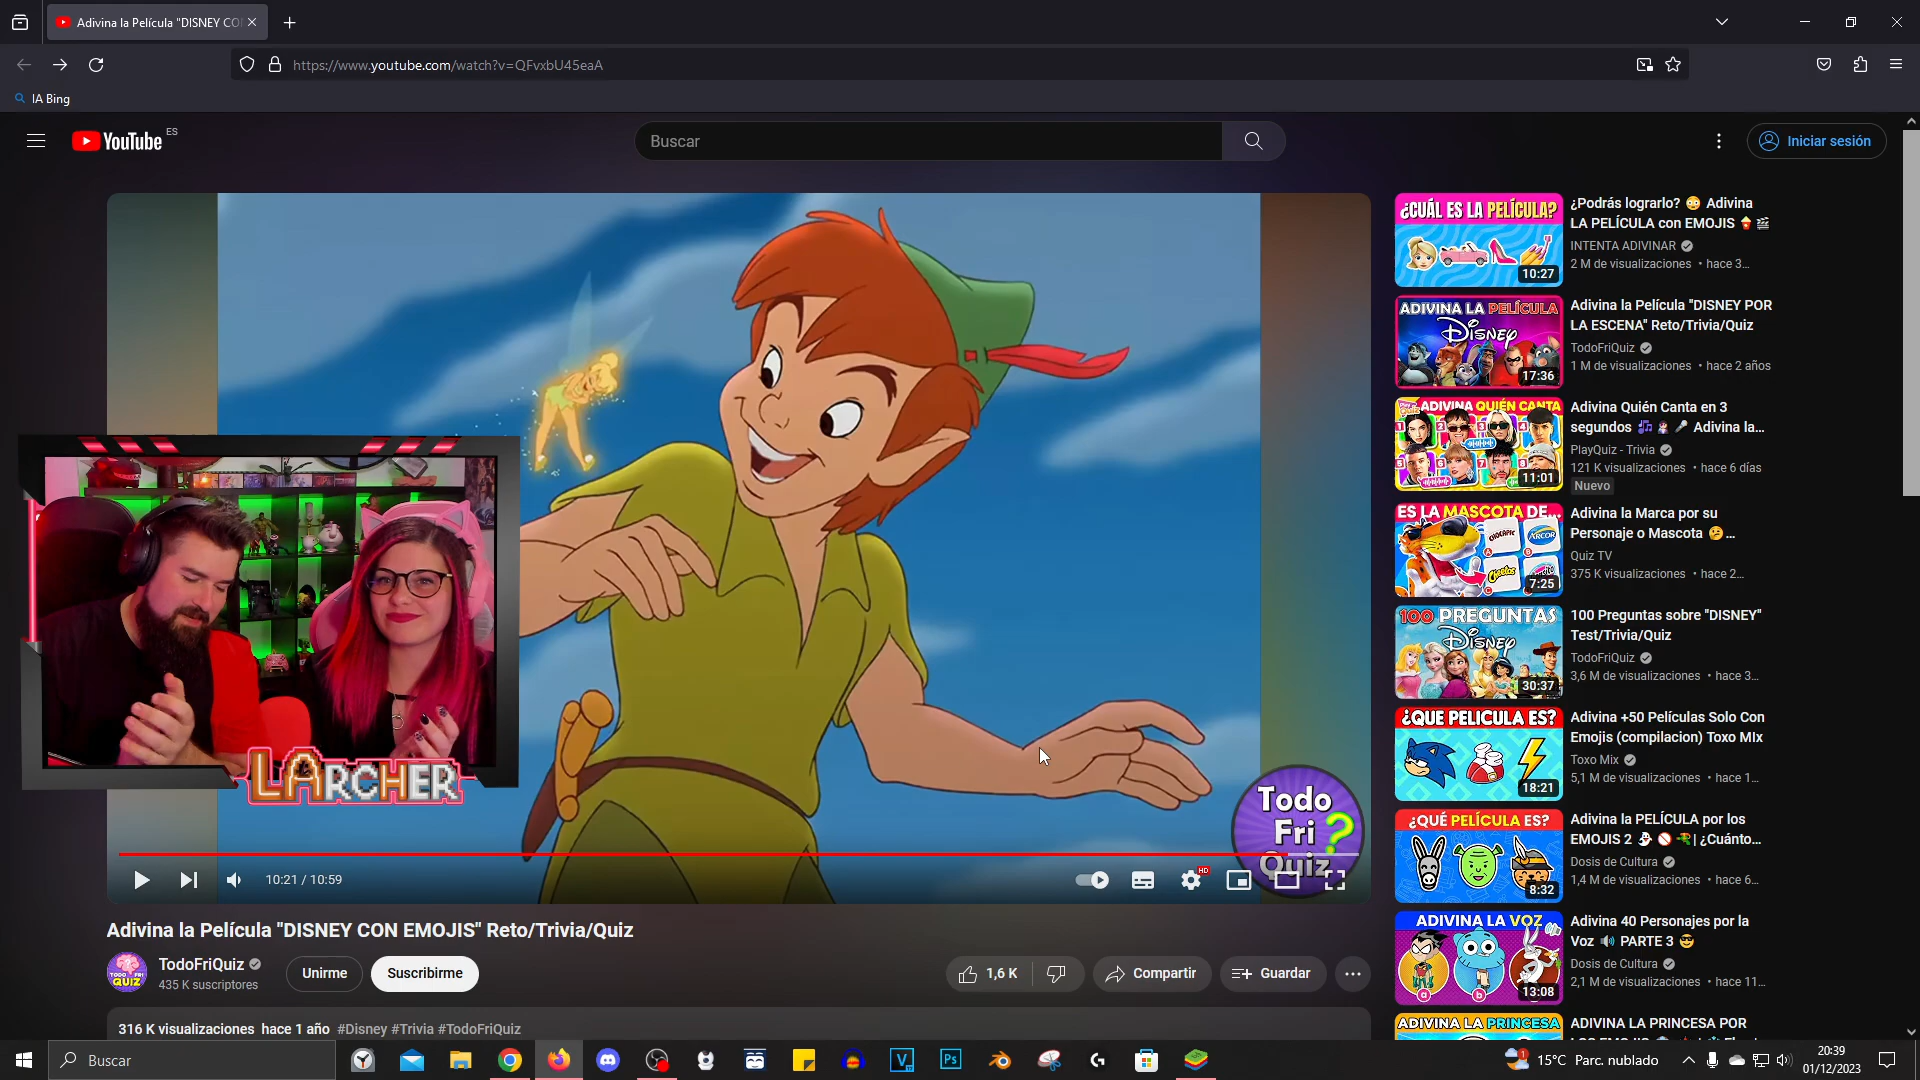 Adivina la Película "DISNEY CO
https://www.youtube.com/watch?v=QFvxbU45eaA
IA Bing
YouTube
ES
Buscar
Iniciar sesión
LARCHER
Todo
Fri
Quiz
?
10:21 / 10:59
HD
Adivina la Película "DISNEY CON EMOJIS" Reto/Trivia/Quiz
TODO FRI
QUIZ
TodoFriQuiz
435 K suscriptores
Unirme
Suscribirme
1,6 K
Compartir
Guardar
316 K visualizaciones hace 1 año #Disney #Trivia #TodoFriQuiz
¿CUÁL ES LA PELÍCULA?
10:27
¿Podrás lograrlo? 😳 Adivina
LA PELÍCULA con EMOJIS 🍿🎬
INTENTA ADIVINAR
2 M de visualizaciones • hace 3...
ADIVINA LA PELÍCULA
Disney
17:36
Adivina la Película "DISNEY POR
LA ESCENA" Reto/Trivia/Quiz
TodoFriQuiz
1 M de visualizaciones • hace 2 años
ADIVINA QUIÉN CANTA
11:01
Adivina Quién Canta en 3
segundos 🎶👩🏻‍🎤🎤 Adivina la...
PlayQuiz - Trivia
121 K visualizaciones • hace 6 días
Nuevo
ES LA MASCOTA DE...
CHOCAPIC
ARCOR
Cheetos
7:25
Adivina la Marca por su
Personaje o Mascota 🤔...
Quiz TV
375 K visualizaciones • hace 2...
100 PREGUNTAS
Disney
30:37
100 Preguntas sobre "DISNEY"
Test/Trivia/Quiz
TodoFriQuiz
3,6 M de visualizaciones • hace 3...
¿QUE PELICULA ES?
18:21
Adivina +50 Películas Solo Con
Emojis (compilacion) Toxo MIx
Toxo Mix
5,1 M de visualizaciones • hace 1...
¿QUÉ PELÍCULA ES?
8:32
Adivina la PELÍCULA por los
EMOJIS 2 👻🚫🔫| ¿Cuánto...
Dosis de Cultura
1,4 M de visualizaciones • hace 6...
ADIVINA LA VOZ
a
b
13:08
Adivina 40 Personajes por la
Voz 🔊 PARTE 3 😎
Dosis de Cultura
2,1 M de visualizaciones • hace 11...
ADIVINA LA PRINCESA
ADIVINA LA PRINCESA POR
Buscar
V
Ps
1
15°C Parc. nublado
20:39
01/12/2023